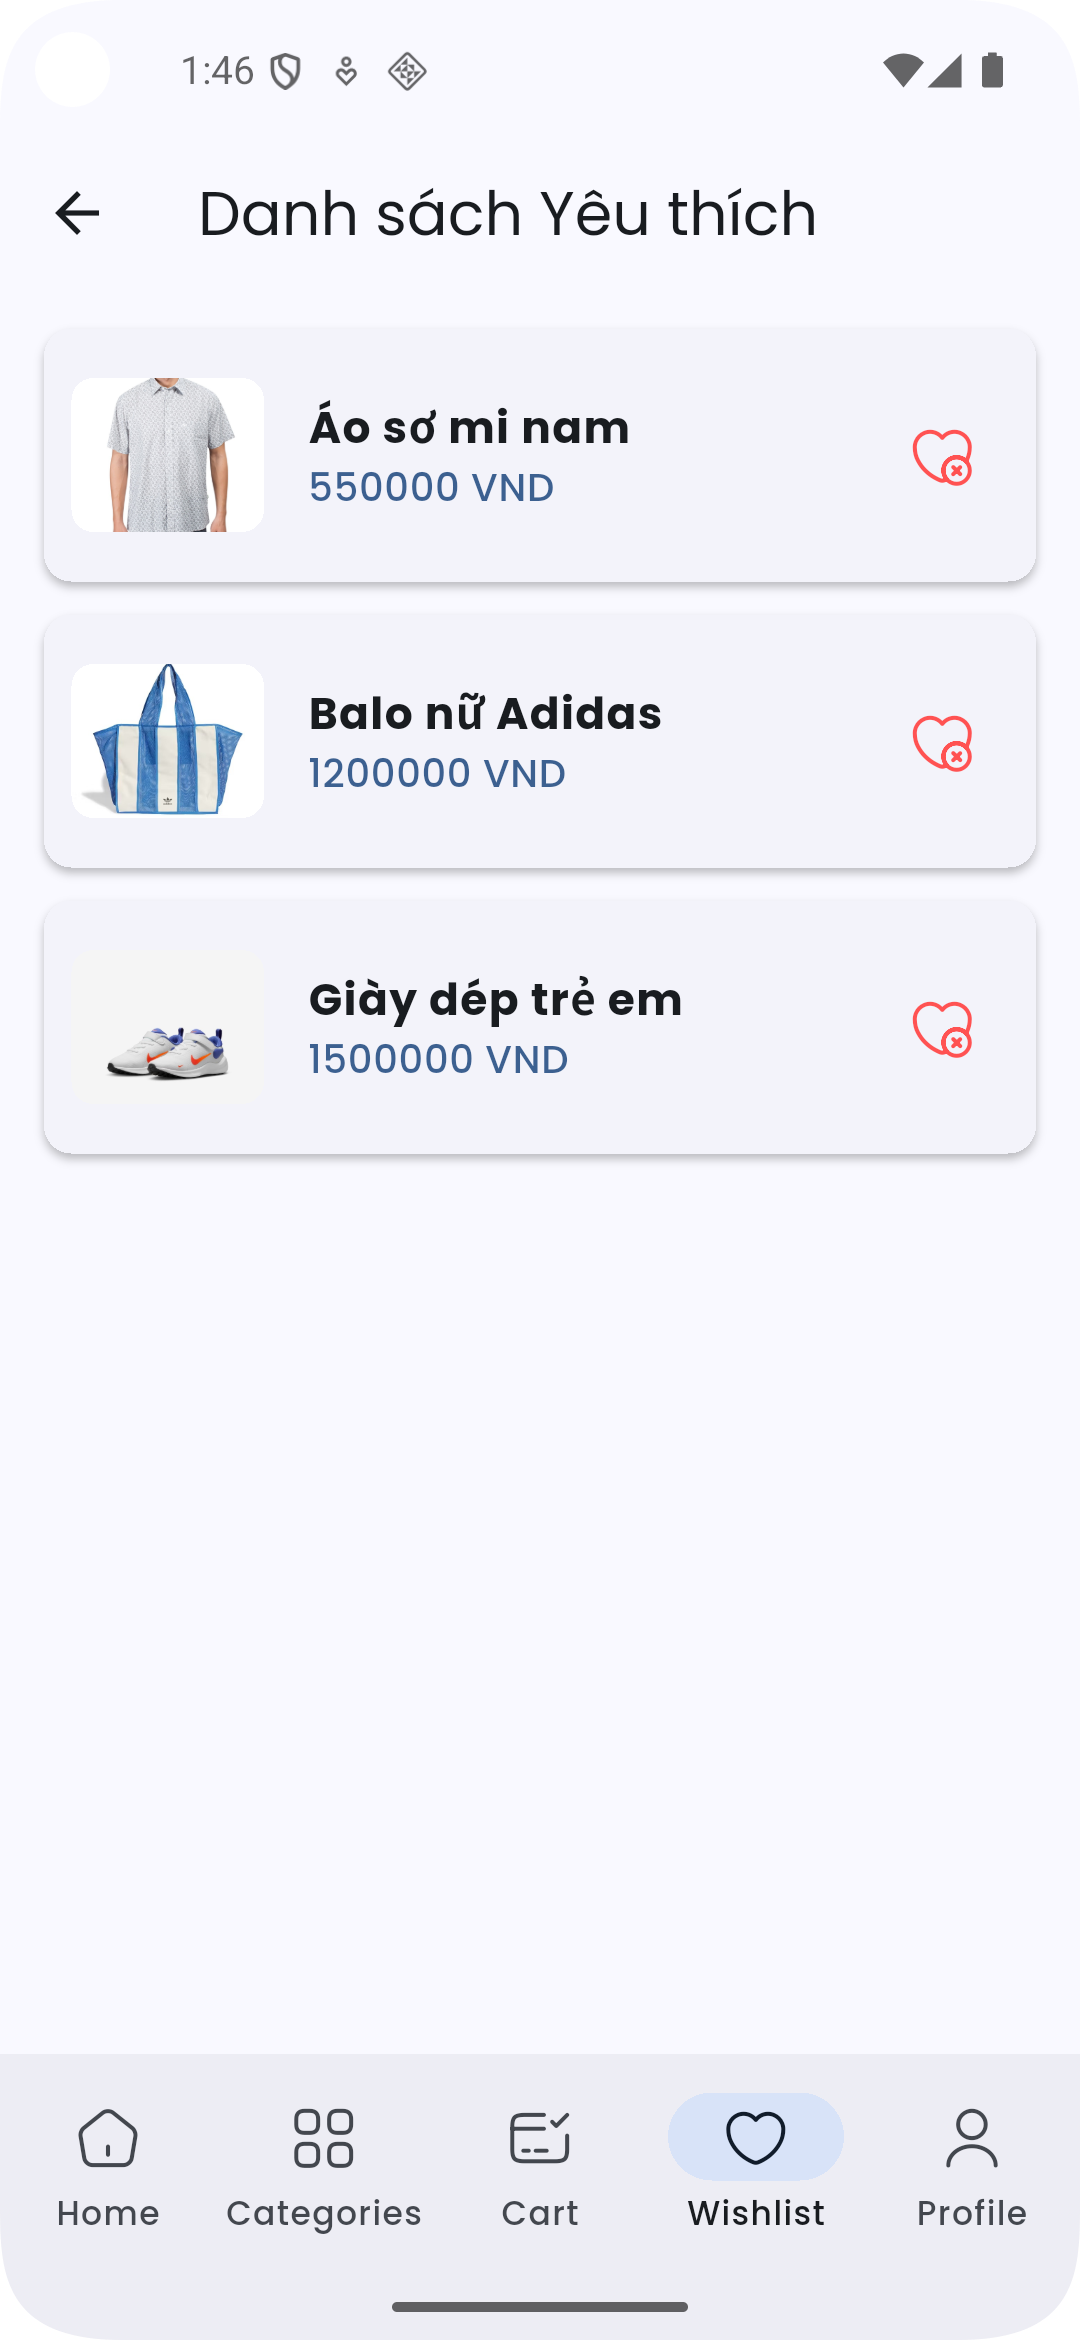 1:46
Danh sách Yêu thích
Áo sơ mi nam
550000 VND
Balo nữ Adidas
1200000 VND
Giày dép trẻ em
1500000 VND
Home
Categories
Cart
Wishlist
Profile